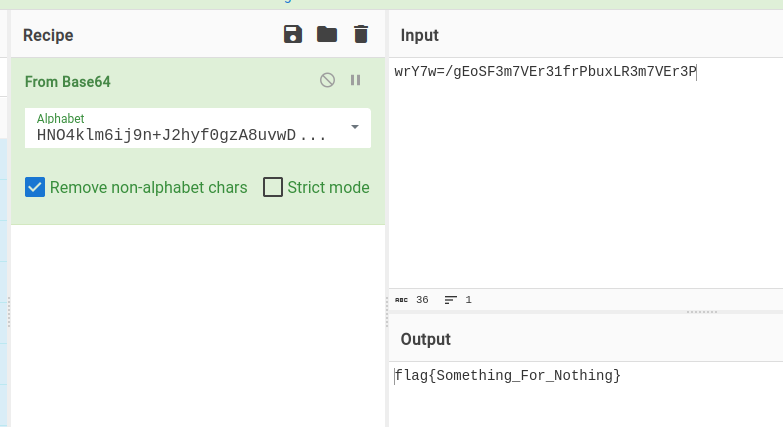 Recipe
From Base64
Alphabet
HNO4klm6ij9n+J2hyf0gzA8uvwD...
Remove non-alphabet chars
Strict mode
Input
wrY7w=/gEoSF3m7VEr31frPbuxLR3m7VEr3P
ABC 36
1
Output
flag{Something_For_Nothing}